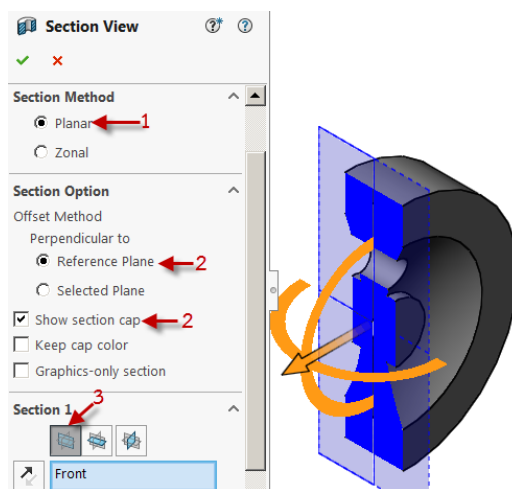 Section View
Section Method
Planar 1
Zonal
Section Option
Offset Method
Perpendicular to
Reference Plane 2
Selected Plane
Show section cap 2
Keep cap color
Graphics-only section
Section 1 3
Front